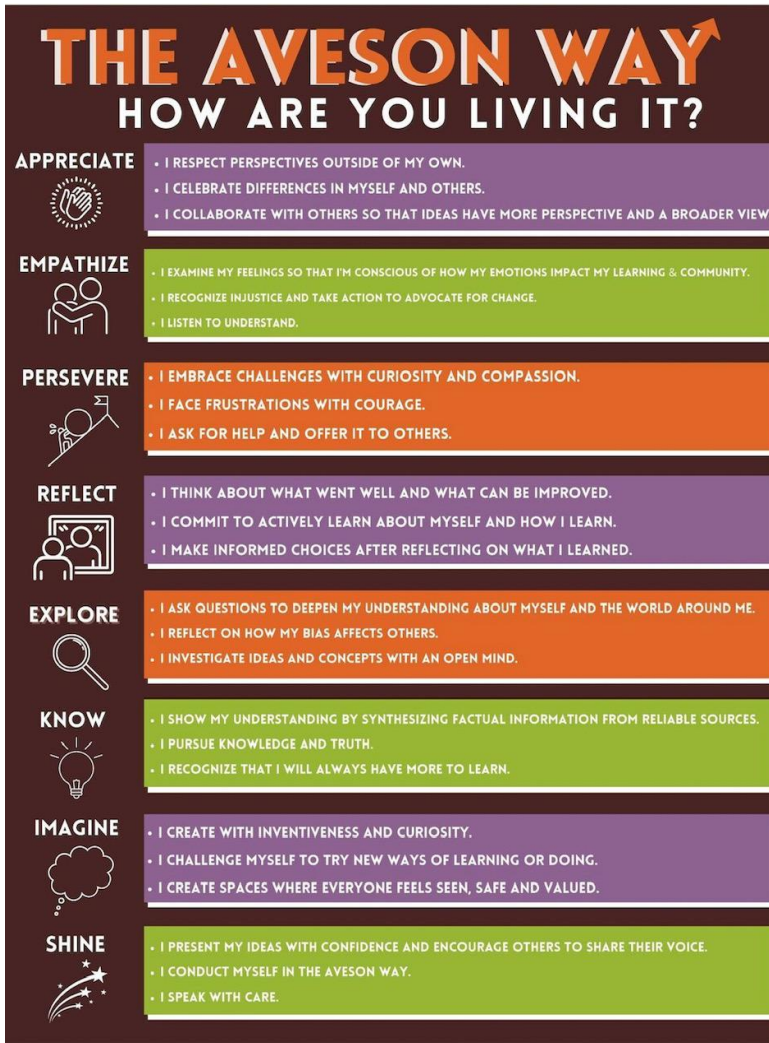 THE AVESON WAY
HOW ARE YOU LIVING IT?
APPRECIATE
• I RESPECT PERSPECTIVES OUTSIDE OF MY OWN.
• I CELEBRATE DIFFERENCES IN MYSELF AND OTHERS.
• I COLLABORATE WITH OTHERS SO THAT IDEAS HAVE MORE PERSPECTIVE AND A BROADER VIEW
EMPATHIZE
• I EXAMINE MY FEELINGS SO THAT I'M CONSCIOUS OF HOW MY EMOTIONS IMPACT MY LEARNING & COMMUNITY.
• I RECOGNIZE INJUSTICE AND TAKE ACTION TO ADVOCATE FOR CHANGE.
• I LISTEN TO UNDERSTAND.
PERSEVERE
• I EMBRACE CHALLENGES WITH CURIOSITY AND COMPASSION.
• I FACE FRUSTRATIONS WITH COURAGE.
• I ASK FOR HELP AND OFFER IT TO OTHERS.
REFLECT
• I THINK ABOUT WHAT WENT WELL AND WHAT CAN BE IMPROVED.
• I COMMIT TO ACTIVELY LEARN ABOUT MYSELF AND HOW I LEARN.
• I MAKE INFORMED CHOICES AFTER REFLECTING ON WHAT I LEARNED.
EXPLORE
• I ASK QUESTIONS TO DEEPEN MY UNDERSTANDING ABOUT MYSELF AND THE WORLD AROUND ME.
• I REFLECT ON HOW MY BIAS AFFECTS OTHERS.
• I INVESTIGATE IDEAS AND CONCEPTS WITH AN OPEN MIND.
KNOW
• I SHOW MY UNDERSTANDING BY SYNTHESIZING FACTUAL INFORMATION FROM RELIABLE SOURCES.
• I PURSUE KNOWLEDGE AND TRUTH.
• I RECOGNIZE THAT I WILL ALWAYS HAVE MORE TO LEARN.
IMAGINE
• I CREATE WITH INVENTIVENESS AND CURIOSITY.
• I CHALLENGE MYSELF TO TRY NEW WAYS OF LEARNING OR DOING.
• I CREATE SPACES WHERE EVERYONE FEELS SEEN, SAFE AND VALUED.
SHINE
• I PRESENT MY IDEAS WITH CONFIDENCE AND ENCOURAGE OTHERS TO SHARE THEIR VOICE.
• I CONDUCT MYSELF IN THE AVESON WAY.
• I SPEAK WITH CARE.